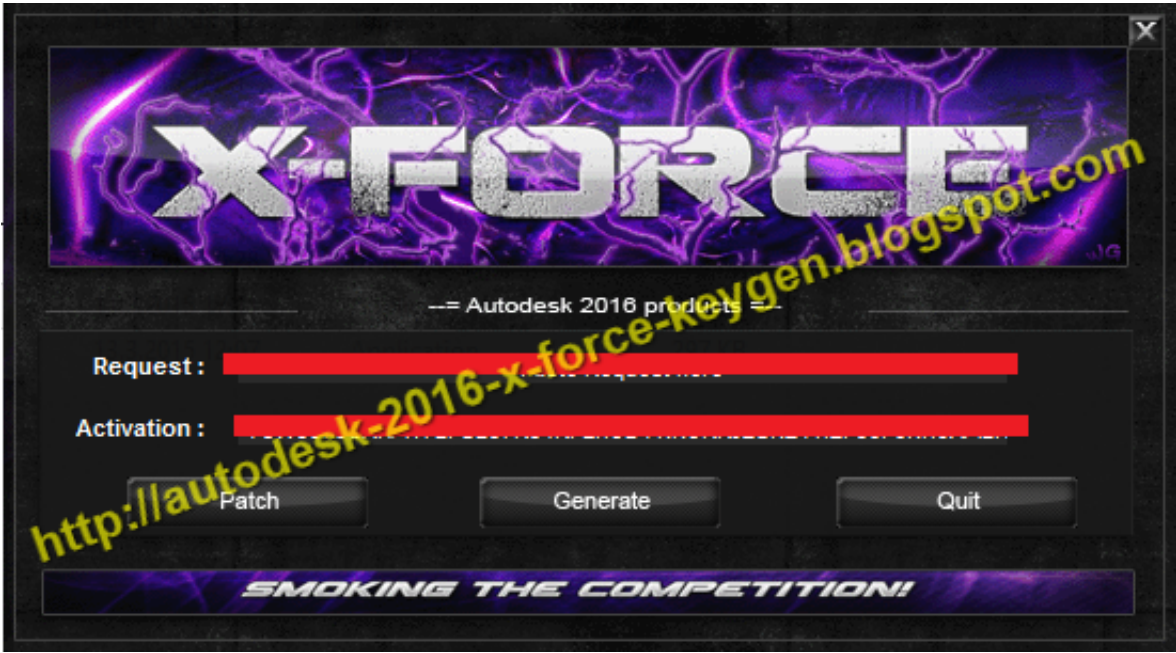 X
X-FORCE
JG
--= Autodesk 2016 products =--
Request :
Activation :
Patch
Generate
Quit
http://autodesk-2016-x-force-keygen.blogspot.com
SMOKING THE COMPETITION!